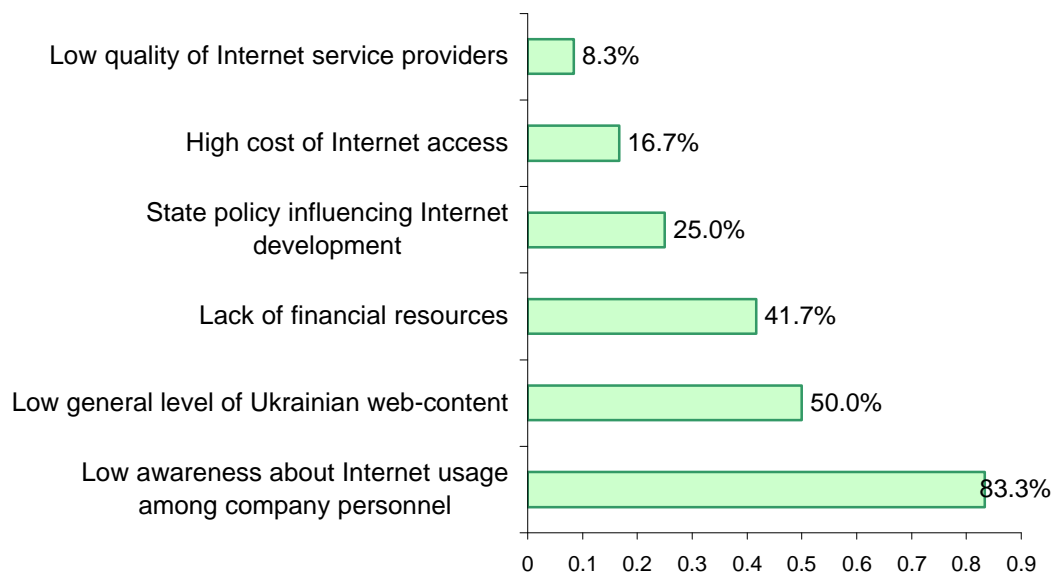 Low quality of Internet service providers
8.3%
High cost of Internet access
16.7%
State policy influencing Internet
development
25.0%
Lack of financial resources
41.7%
Low general level of Ukrainian web-content
50.0%
Low awareness about Internet usage
among company personnel
83.3%
0 0.1 0.2 0.3 0.4 0.5 0.6 0.7 0.8 0.9